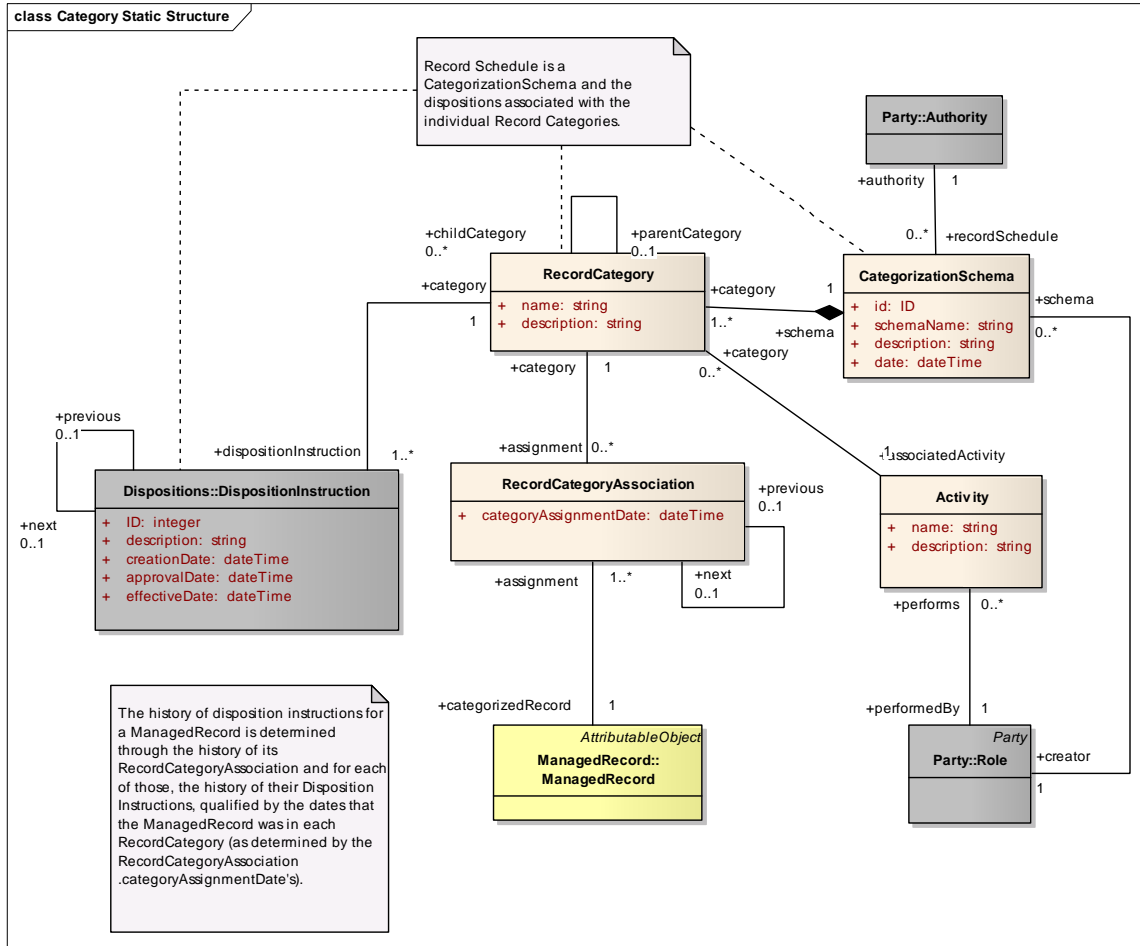 class Category Static Structure
Record Schedule is a
CategorizationSchema and the
dispositions associated with the
individual Record Categories.
Party::Authority
+authority
1
0..*
+recordSchedule
+childCategory
0..*
+parentCategory
0..1
RecordCategory
+ name: string
+ description: string
+category
1
+category
1..*
1
+schema
CategorizationSchema
+ id: ID
+ schemaName: string
+ description: string
+ date: dateTime
+schema
0..*
+category
0..*
+category
1
+previous
0..1
+dispositionInstruction
1..*
+assignment
0..*
1
associatedActivity
Dispositions::DispositionInstruction
+ ID: integer
+ description: string
+ creationDate: dateTime
+ approvalDate: dateTime
+ effectiveDate: dateTime
+next
0..1
RecordCategoryAssociation
+ categoryAssignmentDate: dateTime
+previous
0..1
+next
0..1
+assignment
1..*
Activity
+ name: string
+ description: string
+performs
0..*
The history of disposition instructions for
a ManagedRecord is determined
through the history of its
RecordCategoryAssociation and for each
of those, the history of their Disposition
Instructions, qualified by the dates that
the ManagedRecord was in each
RecordCategory (as determined by the
RecordCategoryAssociation
.categoryAssignmentDate's).
+categorizedRecord
1
AttributableObject
ManagedRecord::
ManagedRecord
+performedBy
1
Party
Party::Role
+creator
1